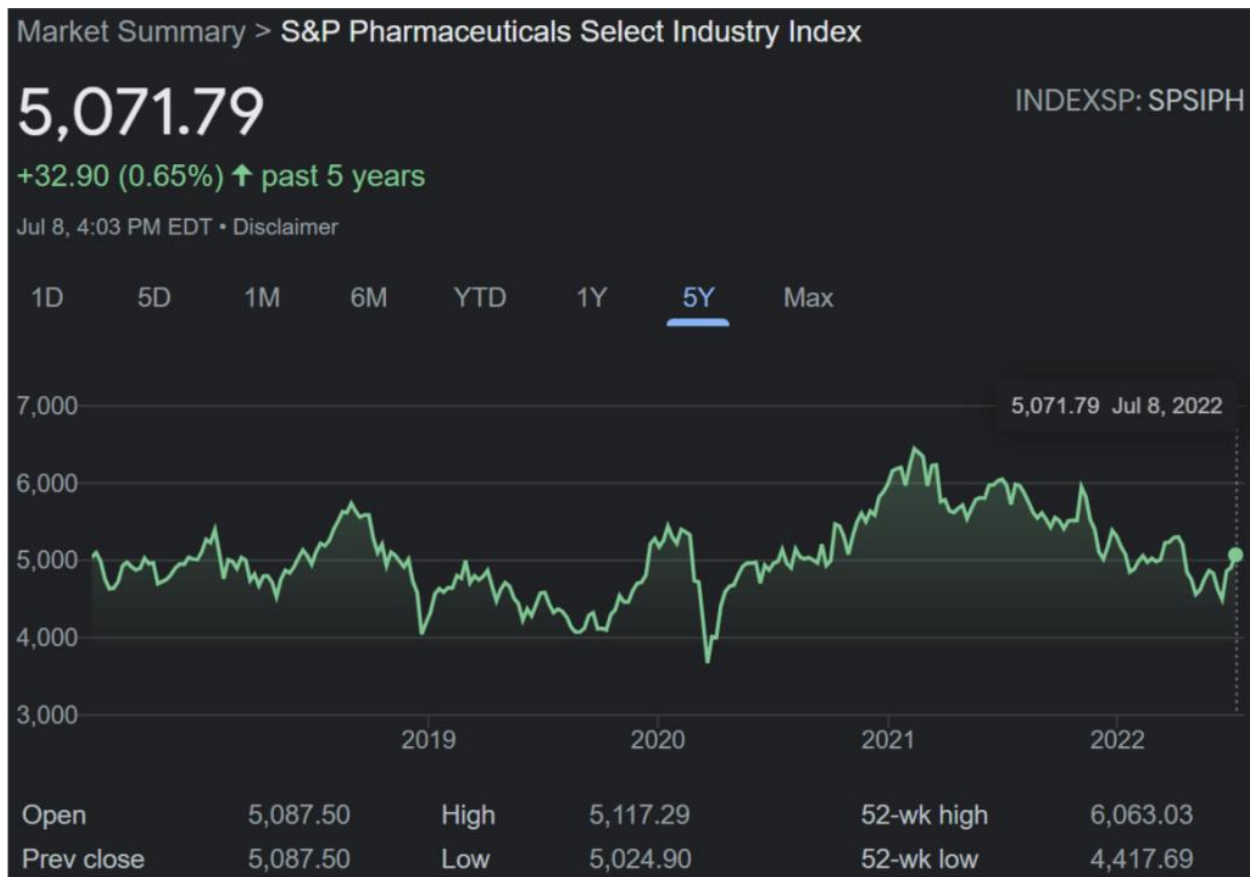 Market Summary > S&P Pharmaceuticals Select Industry Index
5,071.79
INDEXSP: SPSIPH
+32.90 (0.65%) ↑ past 5 years
Jul 8, 4:03 PM EDT • Disclaimer
1D 5D 1M 6M YTD 1Y 5Y Max
7,000
5,071.79 Jul 8, 2022
6,000
5,000
4,000
3,000
2019 2020 2021 2022
Open 5,087.50 High 5,117.29 52-wk high 6,063.03
Prev close 5,087.50 Low 5,024.90 52-wk low 4,417.69